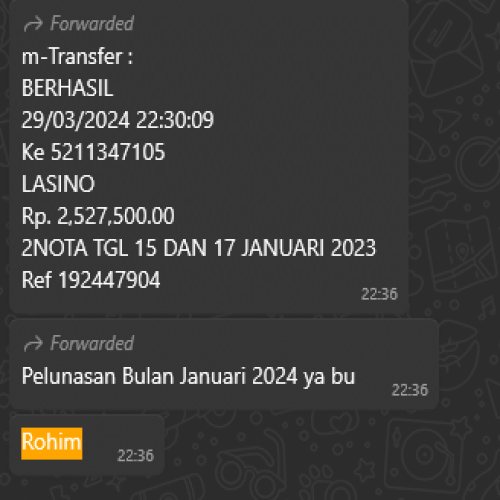 Forwarded
m-Transfer :
BERHASIL
29/03/2024 22:30:09
Ke 5211347105
LASINO
Rp. 2,527,500.00
2NOTA TGL 15 DAN 17 JANUARI 2023
Ref 192447904
22:36
Forwarded
Pelunasan Bulan Januari 2024 ya bu
22:36
Rohim
22:36